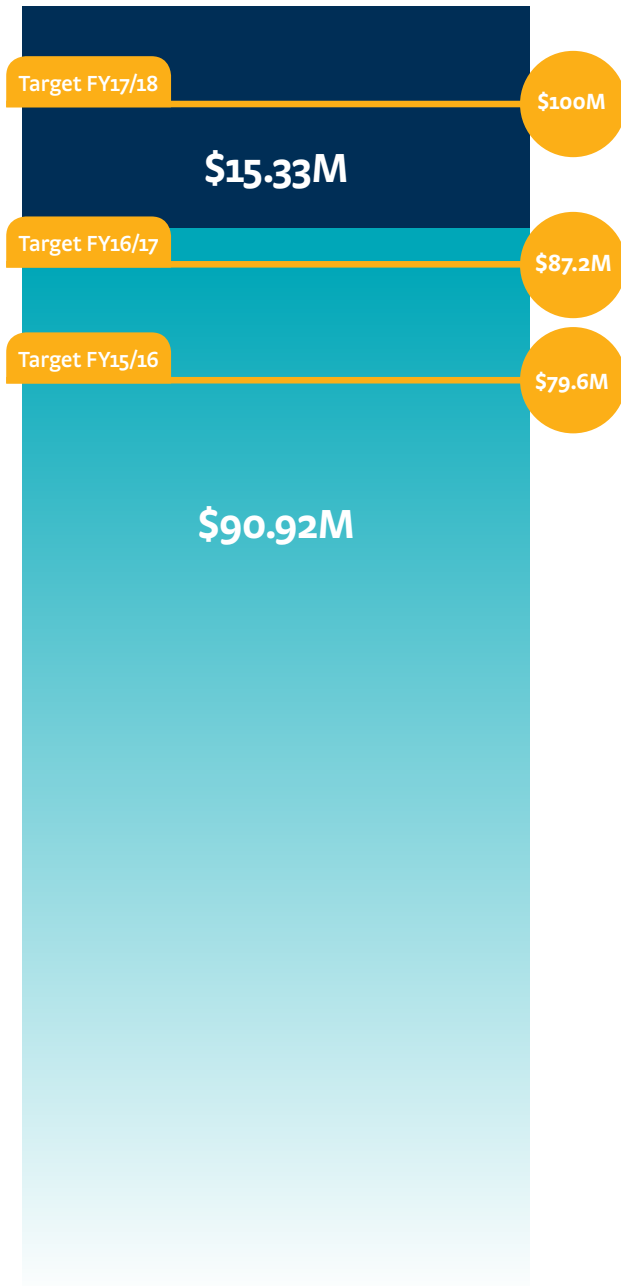 Target FY17/18
$100M
$15.33M
Target FY16/17
$87.2M
Target FY15/16
$79.6M
$90.92M